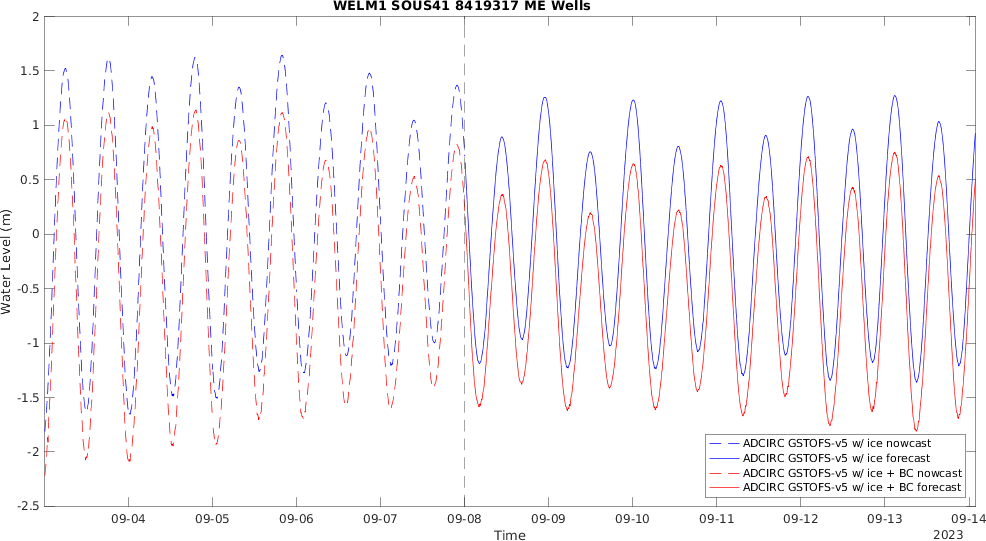 WELM1 SOUS41 8419317 ME Wells
2
1.5
1
0.5
0
-0.5
-1
-1.5
-2
-2.5
Water Level (m)
ADCIRC GSTOFS-v5 w/ ice nowcast
ADCIRC GSTOFS-v5 w/ ice forecast
ADCIRC GSTOFS-v5 w/ ice + BC nowcast
ADCIRC GSTOFS-v5 w/ ice + BC forecast
09-04 09-05 09-06 09-07 09-08 09-09 09-10 09-11 09-12 09-13 09-14
Time
2023